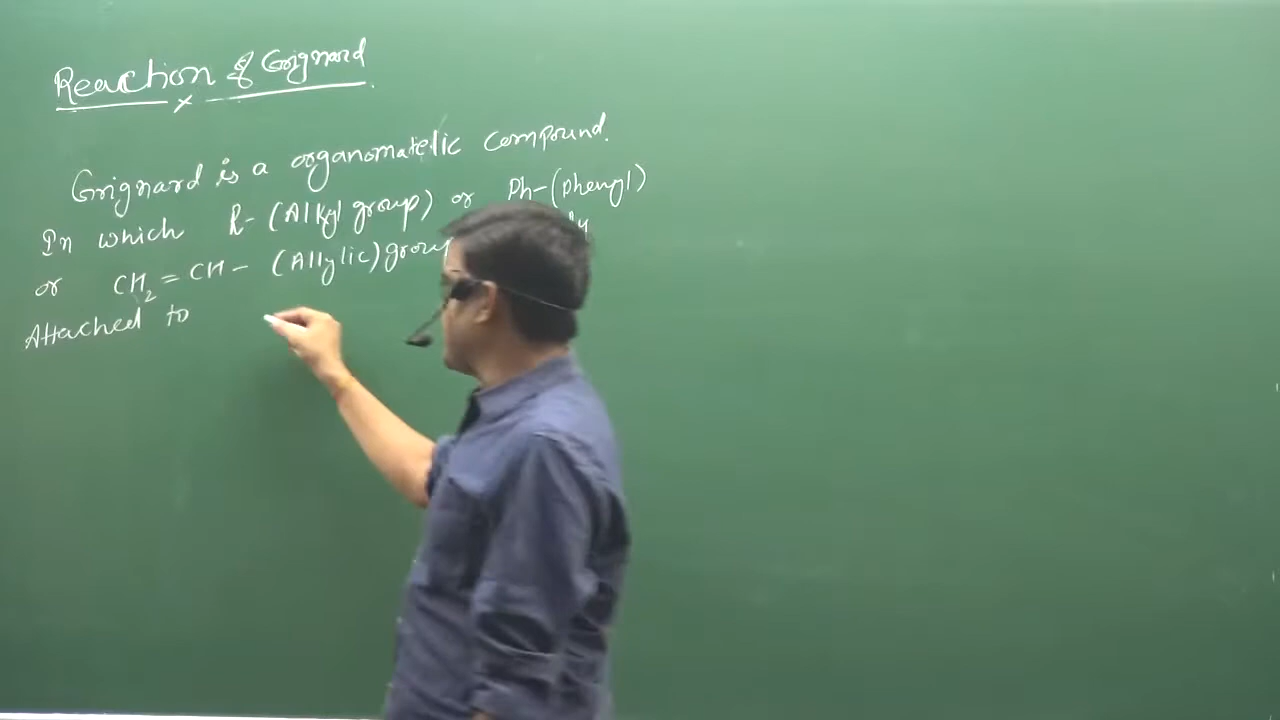 Reaction of Grignard
Grignard is a organomatelic compound.
In which R- (Alkyl group) or Ph-(phenyl)
or CH2 = CH - (Allylic) group
Attached to